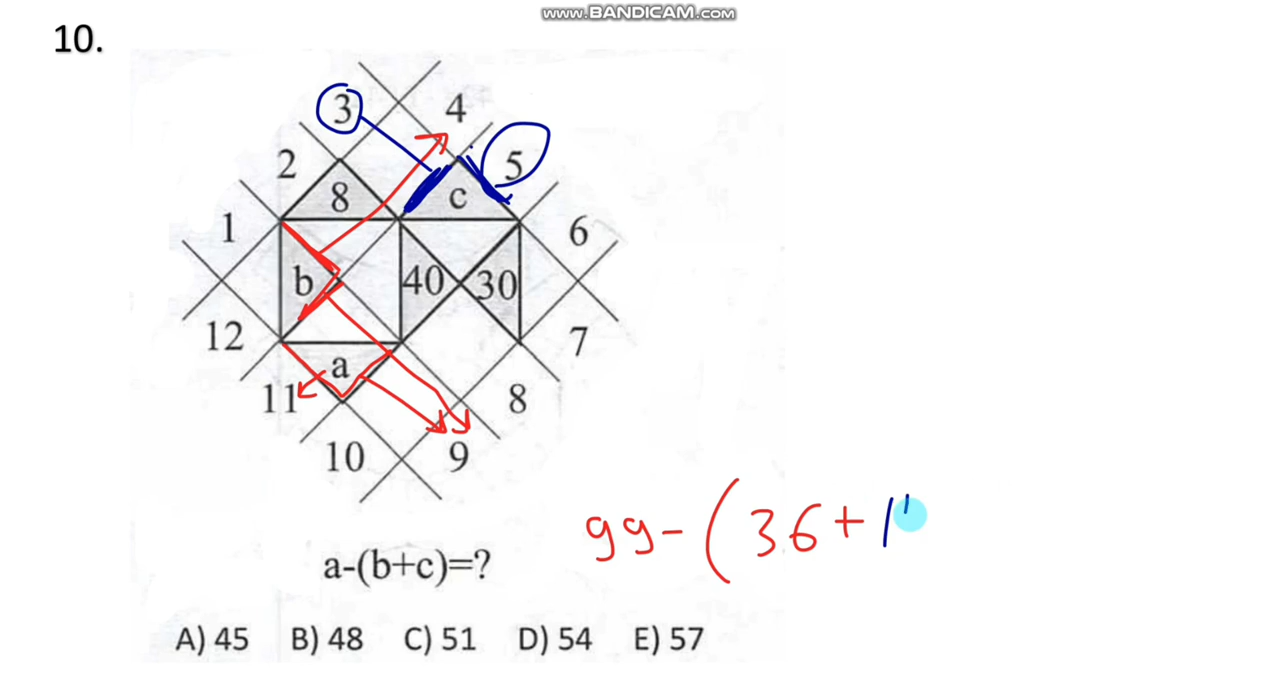 www.BANDICAM.com
10.
3 4
2 5
8 c
1 6
b 40 30
12 7
a
11 8
10 9
99-(36+1
a-(b+c)=?
A) 45 B) 48 C) 51 D) 54 E) 57